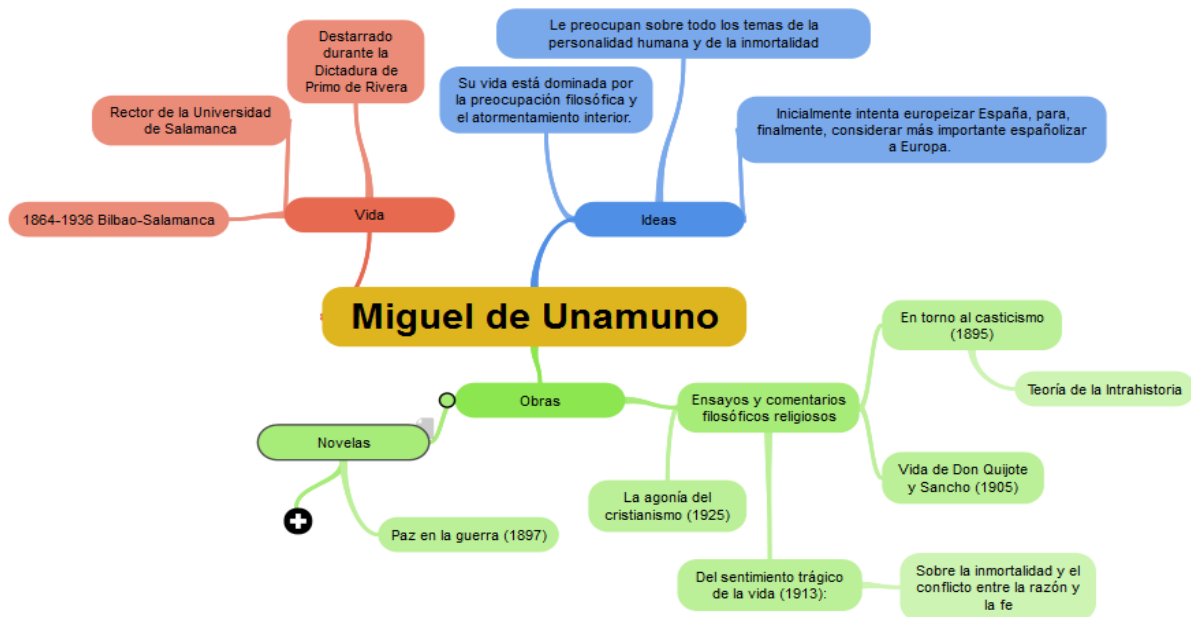 Destarrado
durante la
Dictadura de
Primo de Rivera
Rector de la Universidad
de Salamanca
1864-1936 Bilbao-Salamanca
Vida
Le preocupan sobre todo los temas de la
personalidad humana y de la inmortalidad
Su vida está dominada por
la preocupación filosófica y
el atormentamiento interior.
Inicialmente intenta europeizar España, para,
finalmente, considerar más importante españolizar
a Europa.
Ideas
Miguel de Unamuno
Obras
Novelas
Paz en la guerra (1897)
Ensayos y comentarios
filosóficos religiosos
En torno al casticismo
(1895)
Teoría de la Intrahistoria
Vida de Don Quijote
y Sancho (1905)
La agonía del
cristianismo (1925)
Del sentimiento trágico
de la vida (1913):
Sobre la inmortalidad y el
conflicto entre la razón y
la fe